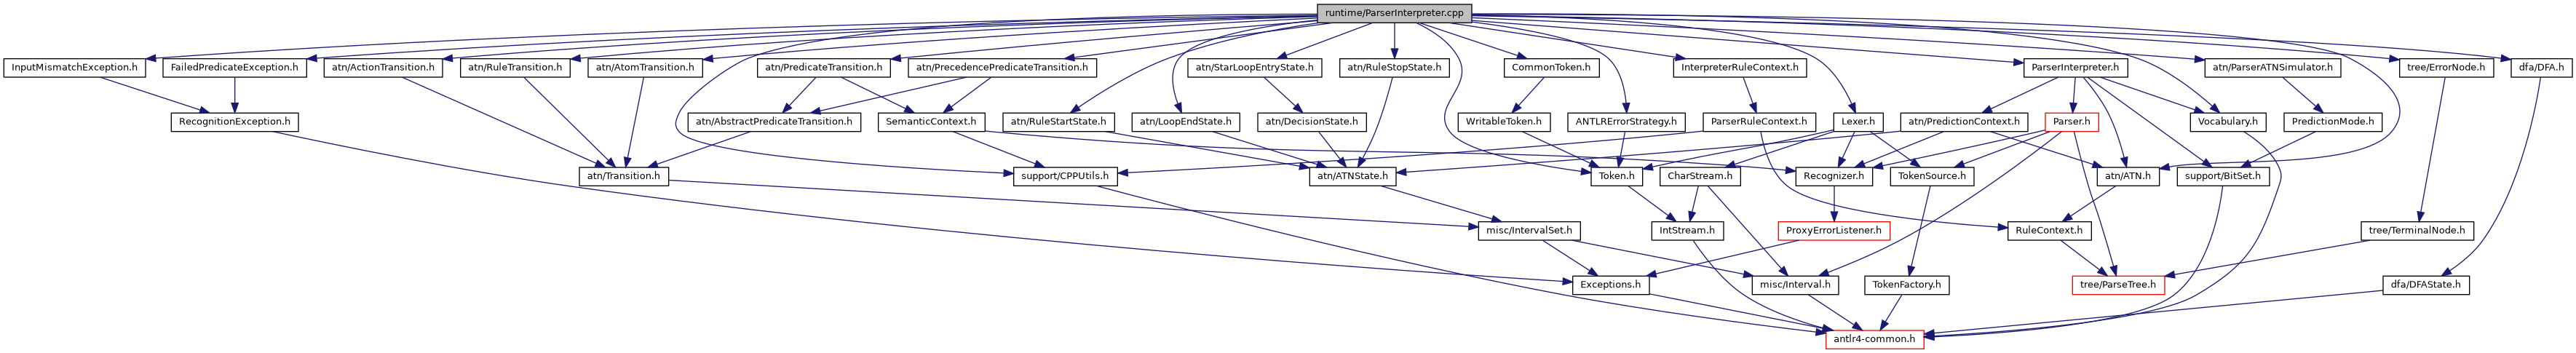 runtime/ParserInterpreter.cpp
InputMismatchException.h
FailedPredicateException.h
atn/ActionTransition.h
atn/RuleTransition.h
atn/AtomTransition.h
atn/PredicateTransition.h
atn/PrecedencePredicateTransition.h
atn/StarLoopEntryState.h
atn/RuleStopState.h
CommonToken.h
InterpreterRuleContext.h
ParserInterpreter.h
atn/ParserATNSimulator.h
tree/ErrorNode.h
dfa/DFA.h
RecognitionException.h
atn/AbstractPredicateTransition.h
SemanticContext.h
atn/RuleStartState.h
atn/LoopEndState.h
atn/DecisionState.h
WritableToken.h
ANTLRErrorStrategy.h
ParserRuleContext.h
Lexer.h
atn/PredictionContext.h
Parser.h
Vocabulary.h
PredictionMode.h
atn/Transition.h
support/CPPUtils.h
atn/ATNState.h
Token.h
CharStream.h
Recognizer.h
TokenSource.h
atn/ATN.h
support/BitSet.h
misc/IntervalSet.h
IntStream.h
ProxyErrorListener.h
RuleContext.h
tree/TerminalNode.h
Exceptions.h
misc/Interval.h
TokenFactory.h
tree/ParseTree.h
dfa/DFAState.h
antlr4-common.h